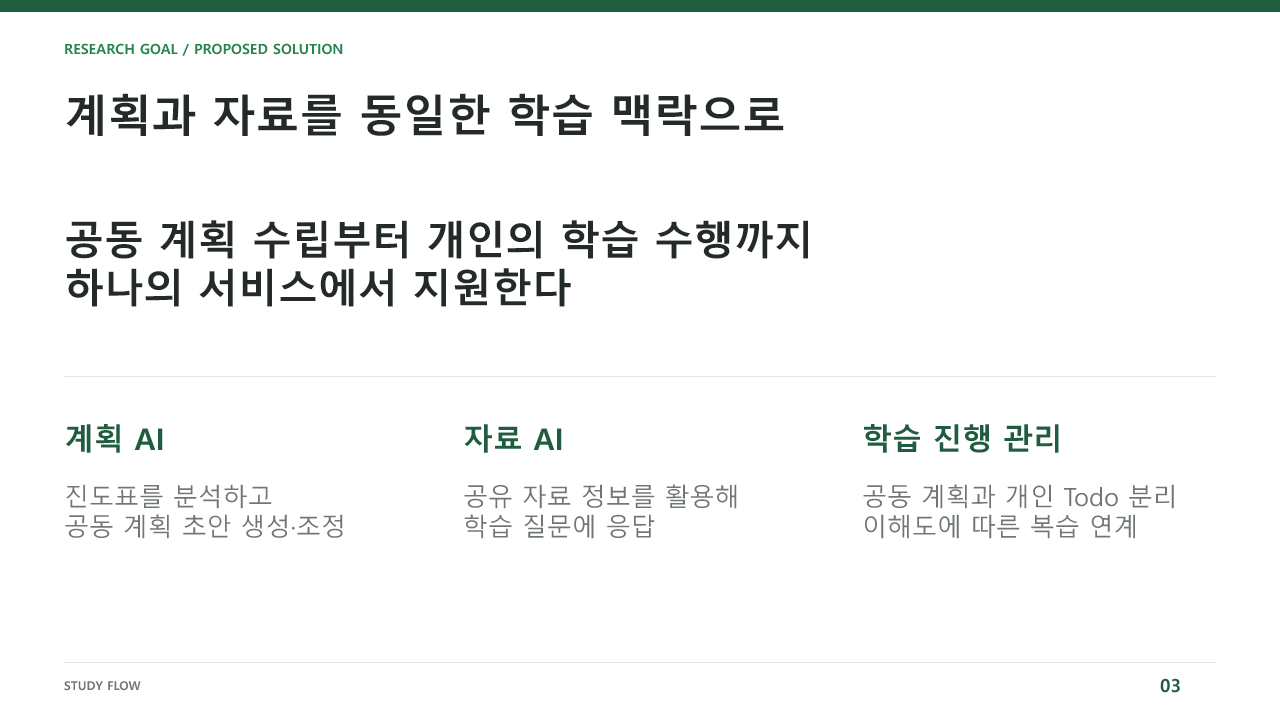 RESEARCH GOAL / PROPOSED SOLUTION
계획과 자료를 동일한 학습 맥락으로
공동 계획 수립부터 개인의 학습 수행까지
하나의 서비스에서 지원한다
계획 AI
진도표를 분석하고
공동 계획 초안 생성·조정
자료 AI
공유 자료 정보를 활용해
학습 질문에 응답
학습 진행 관리
공동 계획과 개인 Todo 분리
이해도에 따른 복습 연계
STUDY FLOW
03